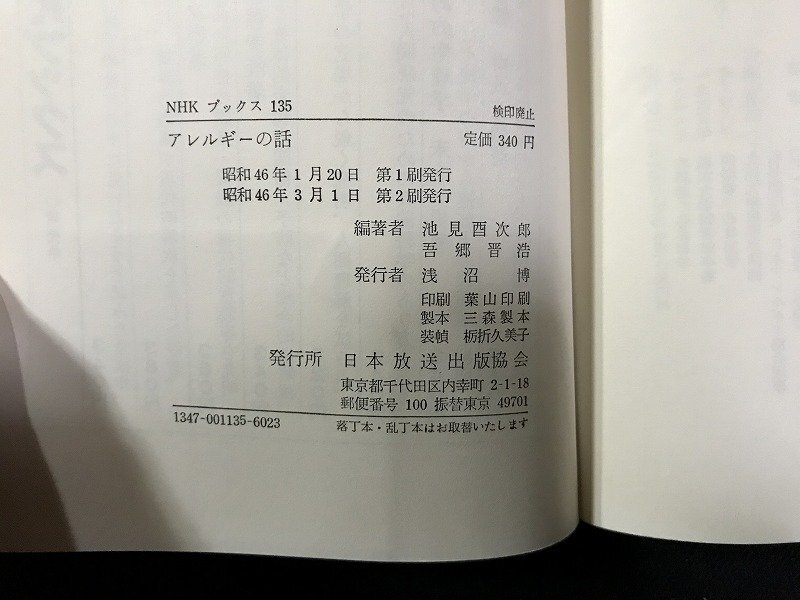 NHK ブックス 135　検印廃止
アレルギーの話　定価 340 円
昭和46年 1 月20日　第1刷発行
昭和46年 3 月 1 日　第2刷発行
編著者　池見酉次郎
吾郷晋浩
発行者　浅沼博
印刷　葉山印刷
製本　三森製本
装幀　栃折久美子
発行所　日本放送出版協会
東京都千代田区内幸町 2-1-18
郵便番号 100 振替東京 49701
1347-001135-6023　落丁本・乱丁本はお取替いたします